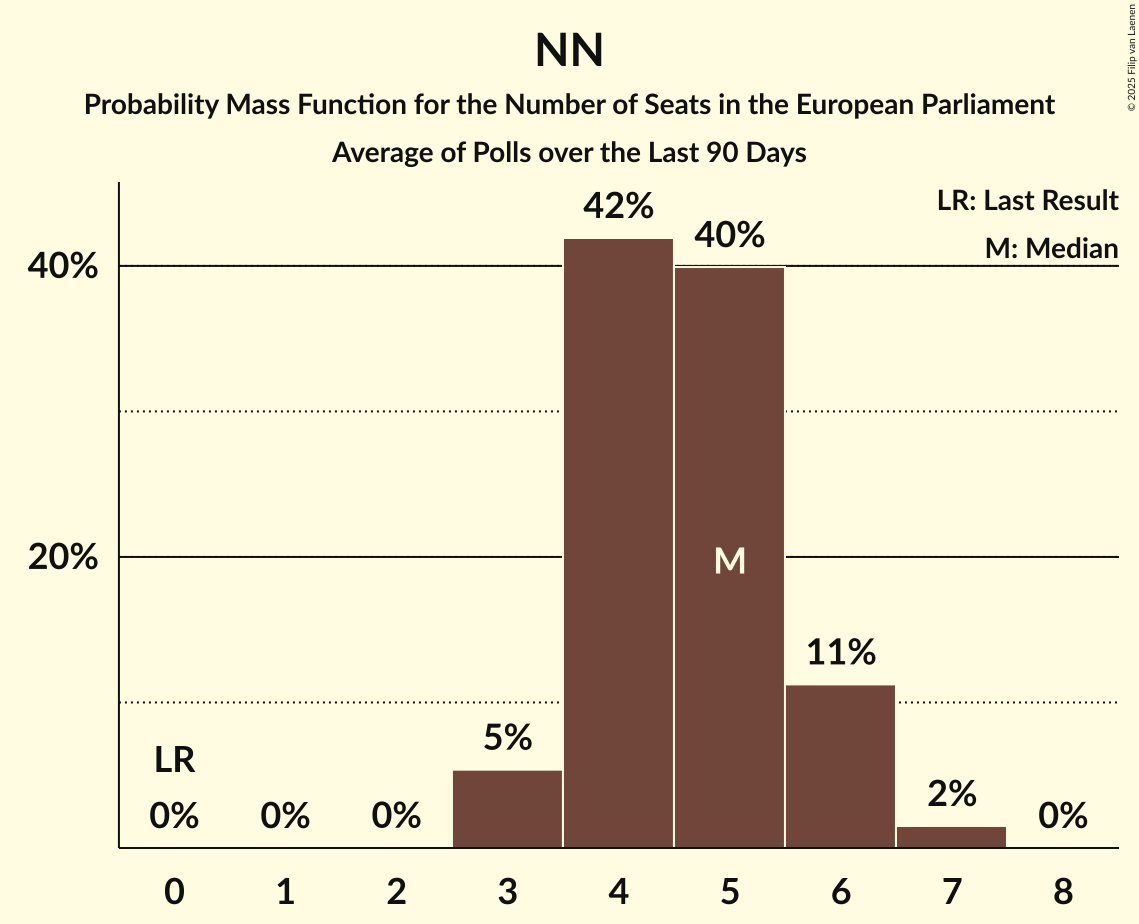 NN
Probability Mass Function for the Number of Seats in the European Parliament
Average of Polls over the Last 90 Days
© 2025 Filip van Laenen
LR: Last Result
M: Median
42%
40%
40%
M
20%
11%
5%
LR
2%
0%
0%
0%
0%
0
1
2
3
4
5
6
7
8